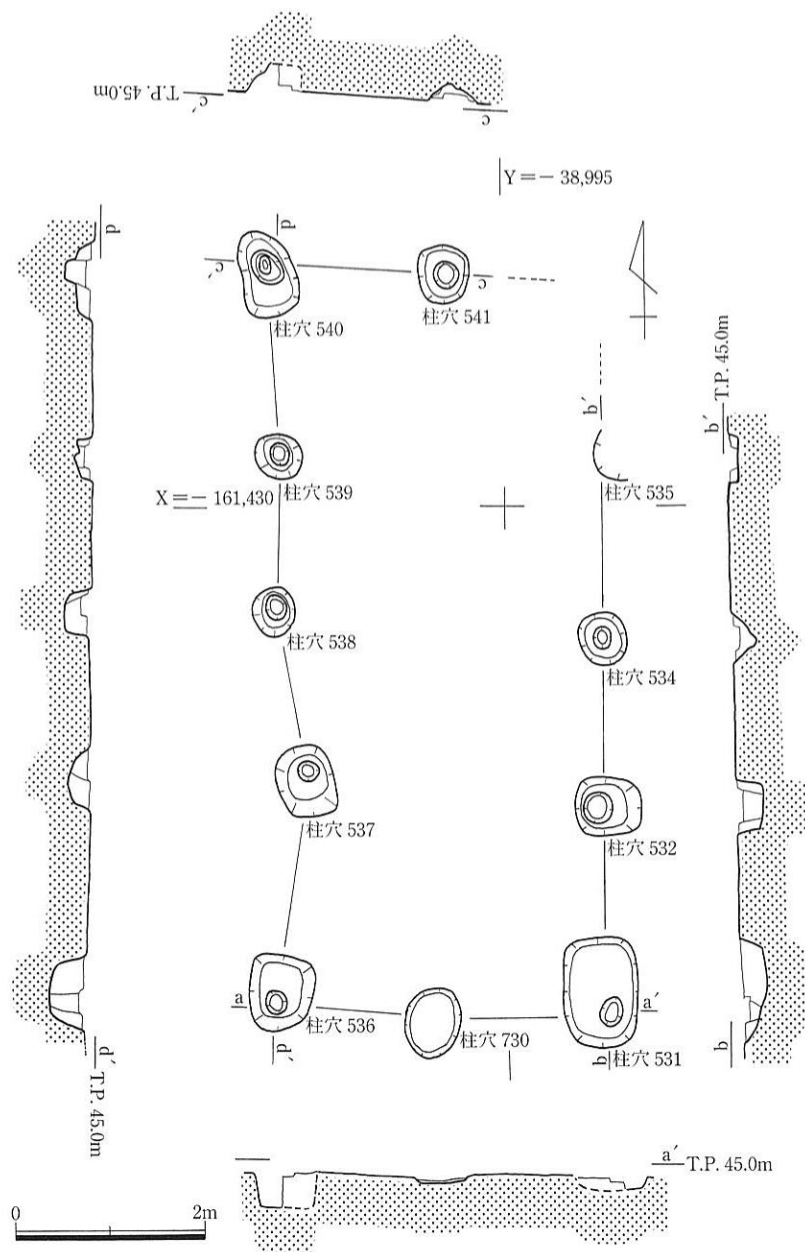 T.P. 45.0m
c′
c
Y＝－ 38,995
d
d
c′
c
柱穴 540
柱穴 541
T.P. 45.0m
b′
b′
X＝－ 161,430
柱穴 539
柱穴 535
柱穴 538
柱穴 534
柱穴 537
柱穴 532
a
柱穴 536
柱穴 730
a′
柱穴 531
d′
d′
b
b
T.P. 45.0m
a′
T.P. 45.0m
0
2m